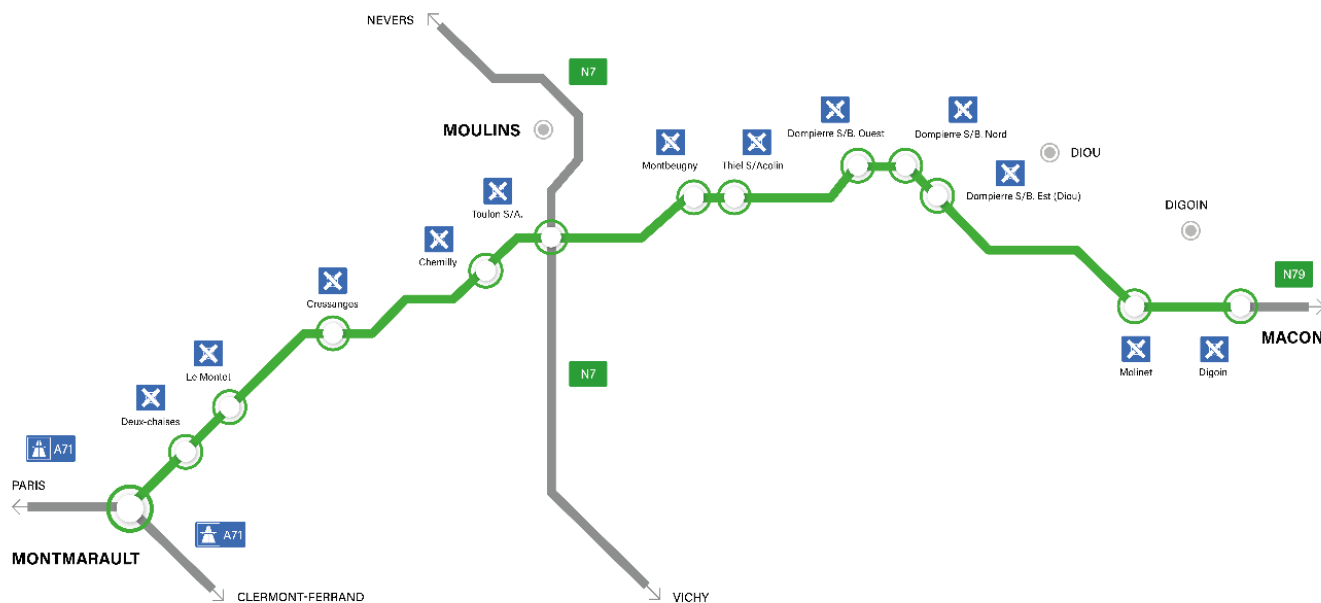 NEVERS
N7
MOULINS
Dompierre S/B. Ouest
Dompierre S/B. Nord
Montbeugny
Thiel S/Acolin
DIOU
Dompierre S/B. Est (Diou)
Toulon S/A.
DIGOIN
Chemilly
N79
Cressanges
MACON
Molinet
Digoin
Le Montet
N7
Deux-chaises
A71
PARIS
A71
MONTMARAULT
CLERMONT-FERRAND
VICHY